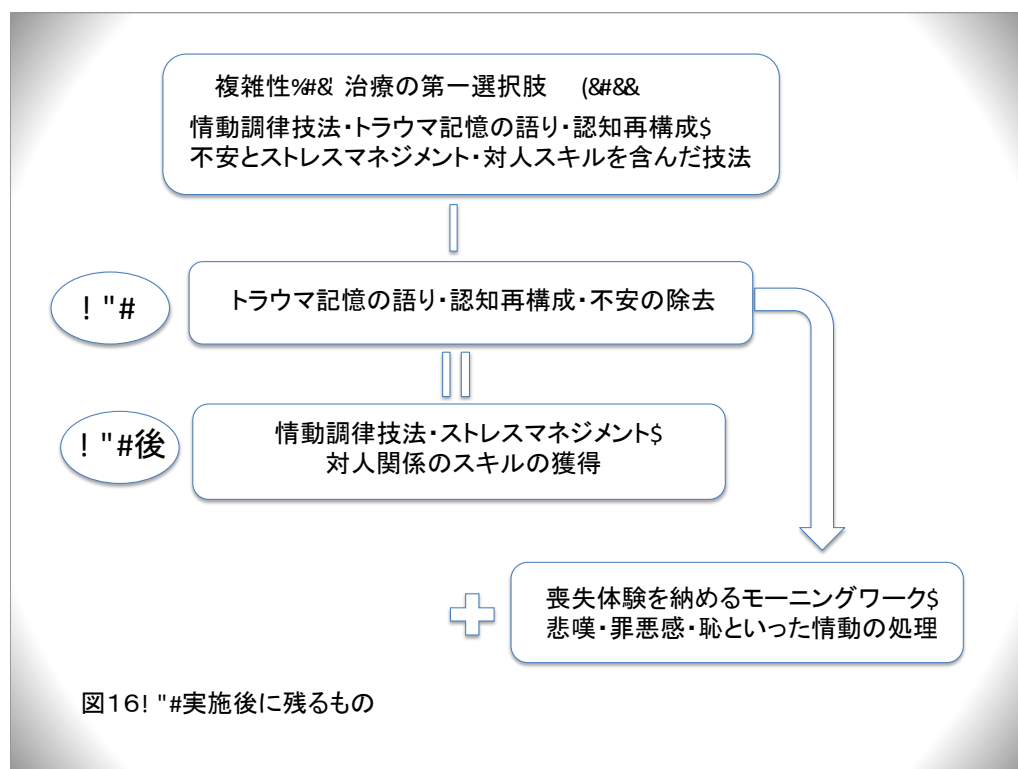 複雑性%#&' 治療の第一選択肢 (&#&&
情動調律技法・トラウマ記憶の語り・認知再構成$
不安とストレスマネジメント・対人スキルを含んだ技法
! "#
トラウマ記憶の語り・認知再構成・不安の除去
! "#後
情動調律技法・ストレスマネジメント$
対人関係のスキルの獲得
喪失体験を納めるモーニングワーク$
悲嘆・罪悪感・恥といった情動の処理
図16! "#実施後に残るもの